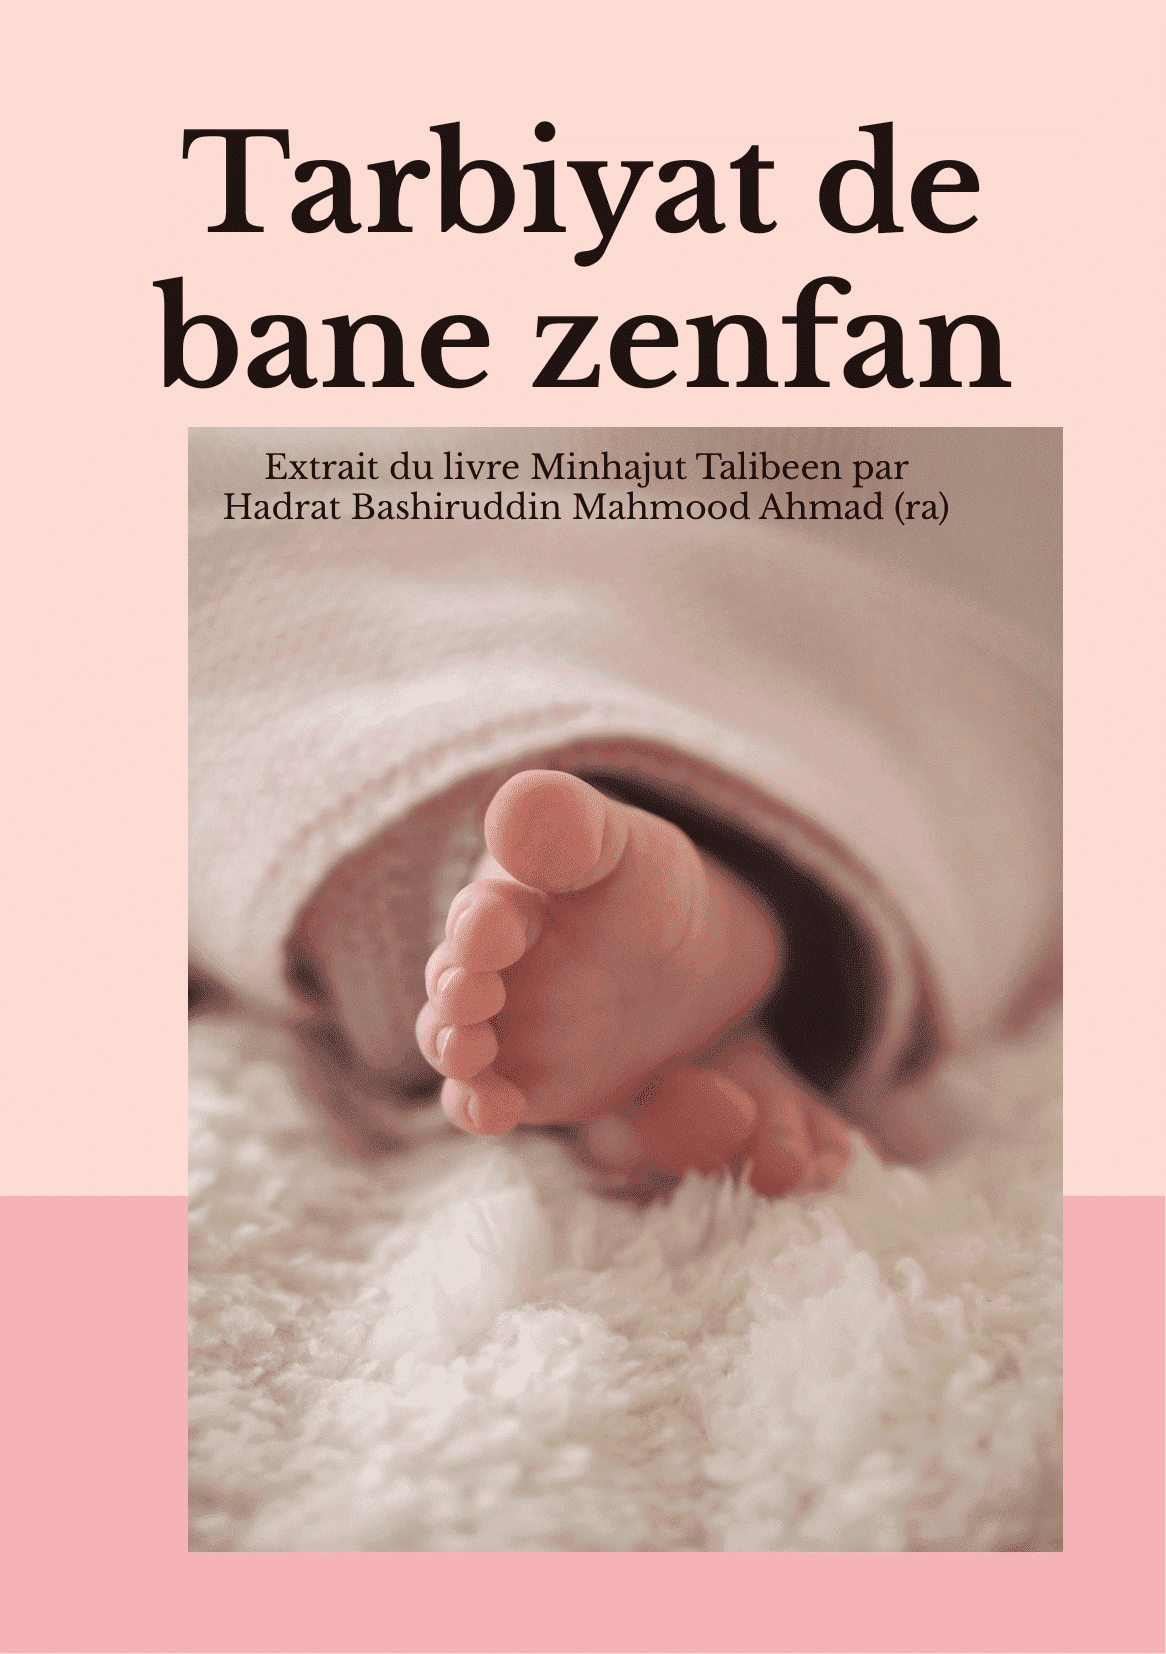 Tarbiyat de
bane zenfan
Extrait du livre Minhajut Talibeen par
Hadrat Bashiruddin Mahmood Ahmad (ra)